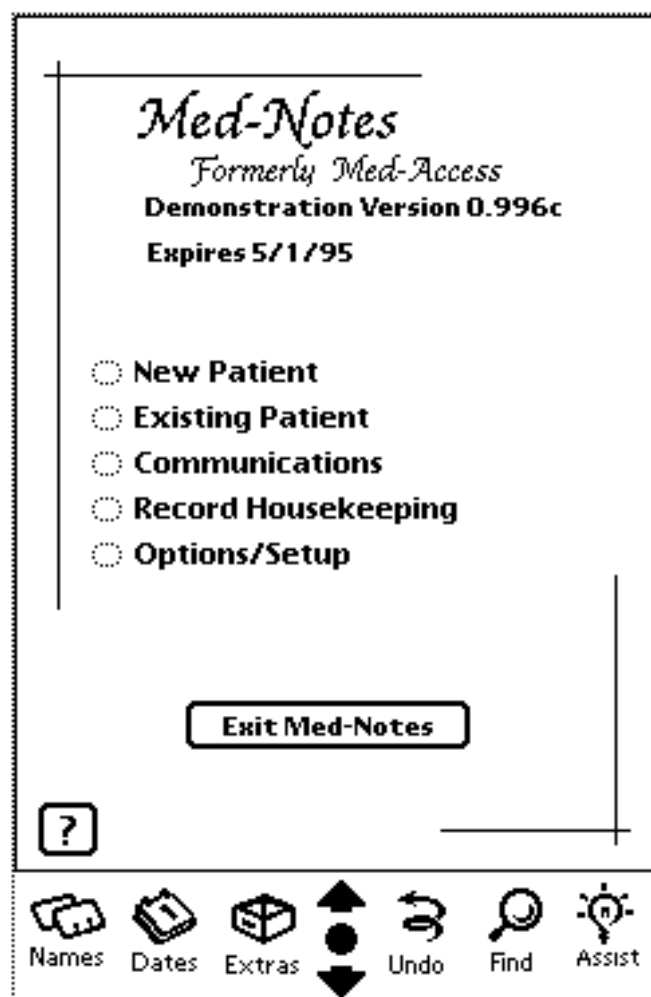 Med-Notes
Formerly Med-Access
Demonstration Version 0.996c
Expires 5/1/95
New Patient
Existing Patient
Communications
Record Housekeeping
Options/Setup
Exit Med-Notes
?
Names Dates Extras Undo Find Assist